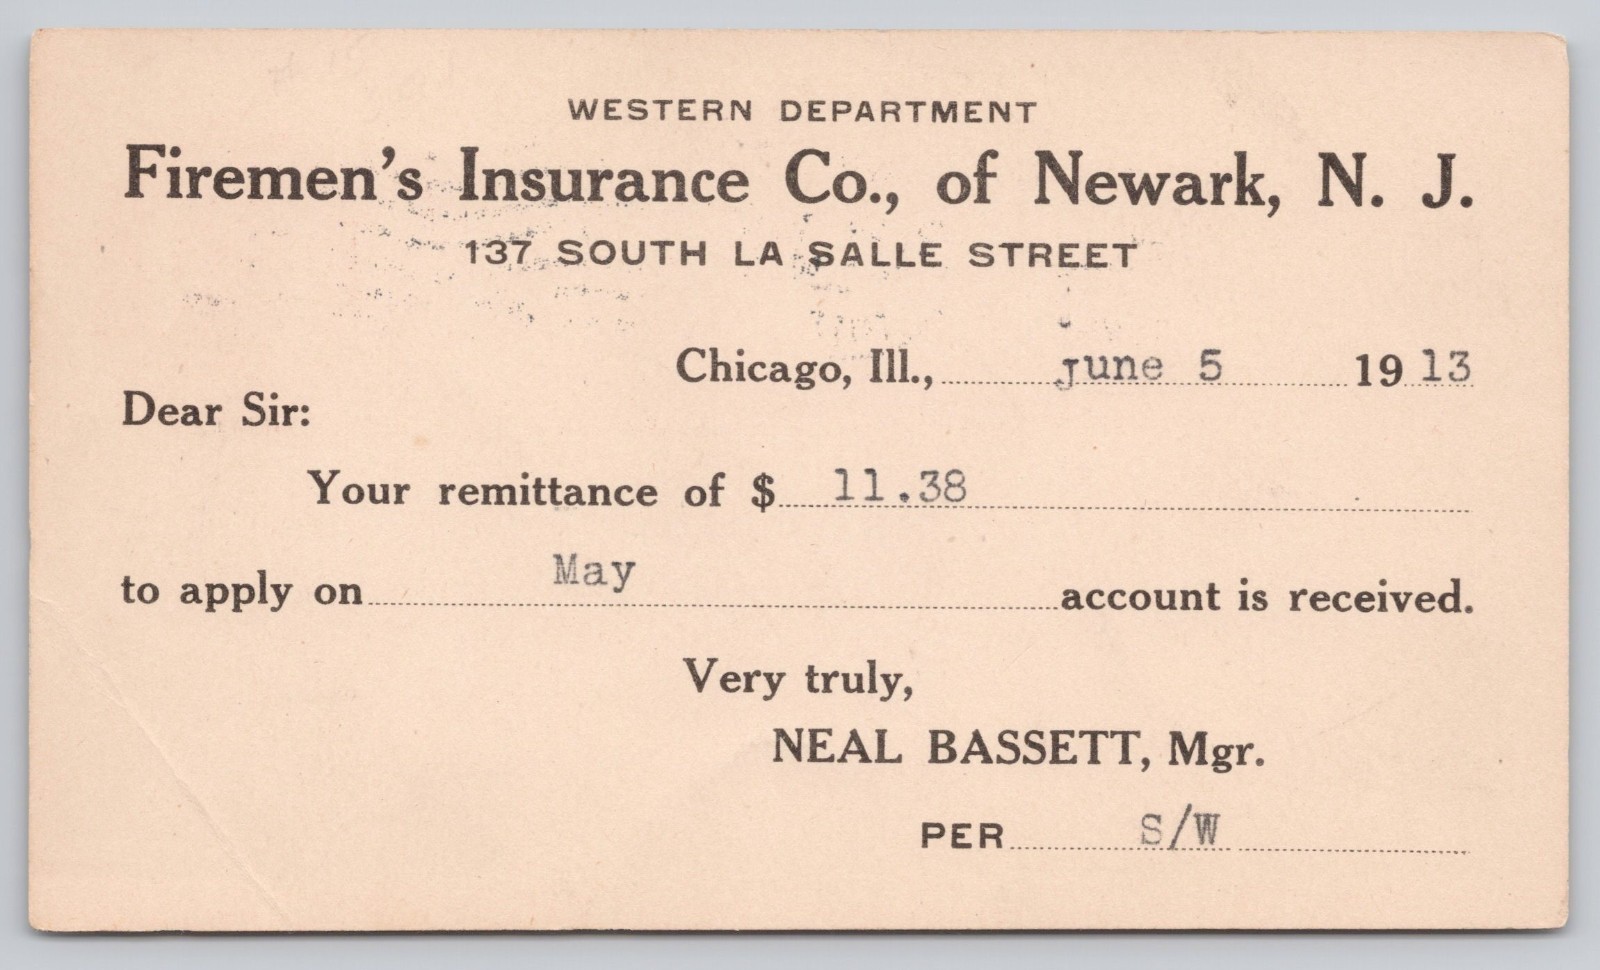 WESTERN DEPARTMENT
Firemen's Insurance Co., of Newark, N. J.
137 SOUTH LA SALLE STREET
Chicago, Ill., June 5 1913
Dear Sir:
Your remittance of $ 11.38
to apply on May account is received.
Very truly,
NEAL BASSETT, Mgr.
PER S/W